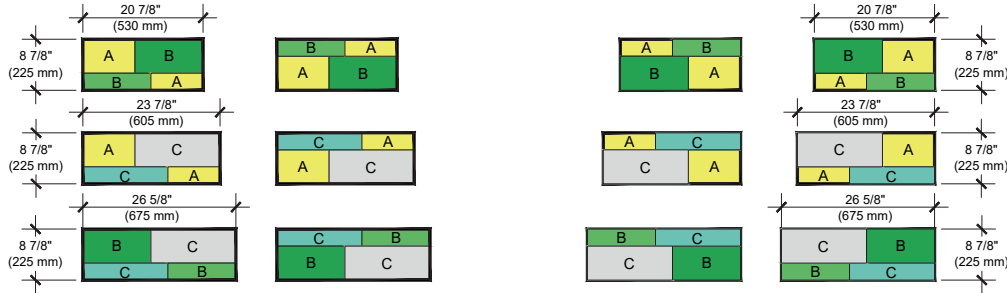 20 7/8"
(530 mm)
20 7/8"
(530 mm)
8 7/8"
(225 mm)
A B
B A
B A
A B
A B
B A
B A
A B
8 7/8"
(225 mm)
23 7/8"
(605 mm)
23 7/8"
(605 mm)
8 7/8"
(225 mm)
A C
C A
C A
A C
A C
C A
C A
A C
8 7/8"
(225 mm)
26 5/8"
(675 mm)
26 5/8"
(675 mm)
8 7/8"
(225 mm)
B C
C B
C B
B C
B C
C B
C B
B C
8 7/8"
(225 mm)